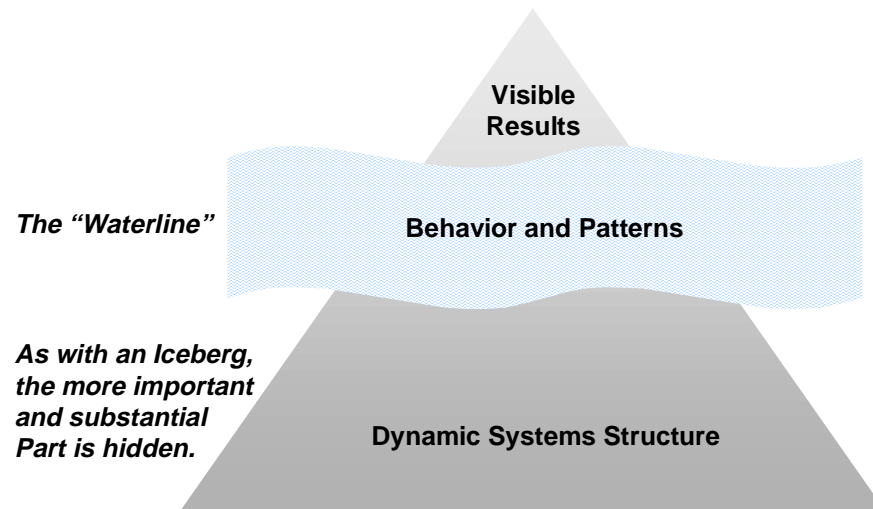 Visible
Results
The “Waterline”
Behavior and Patterns
As with an Iceberg,
the more important
and substantial
Part is hidden.
Dynamic Systems Structure